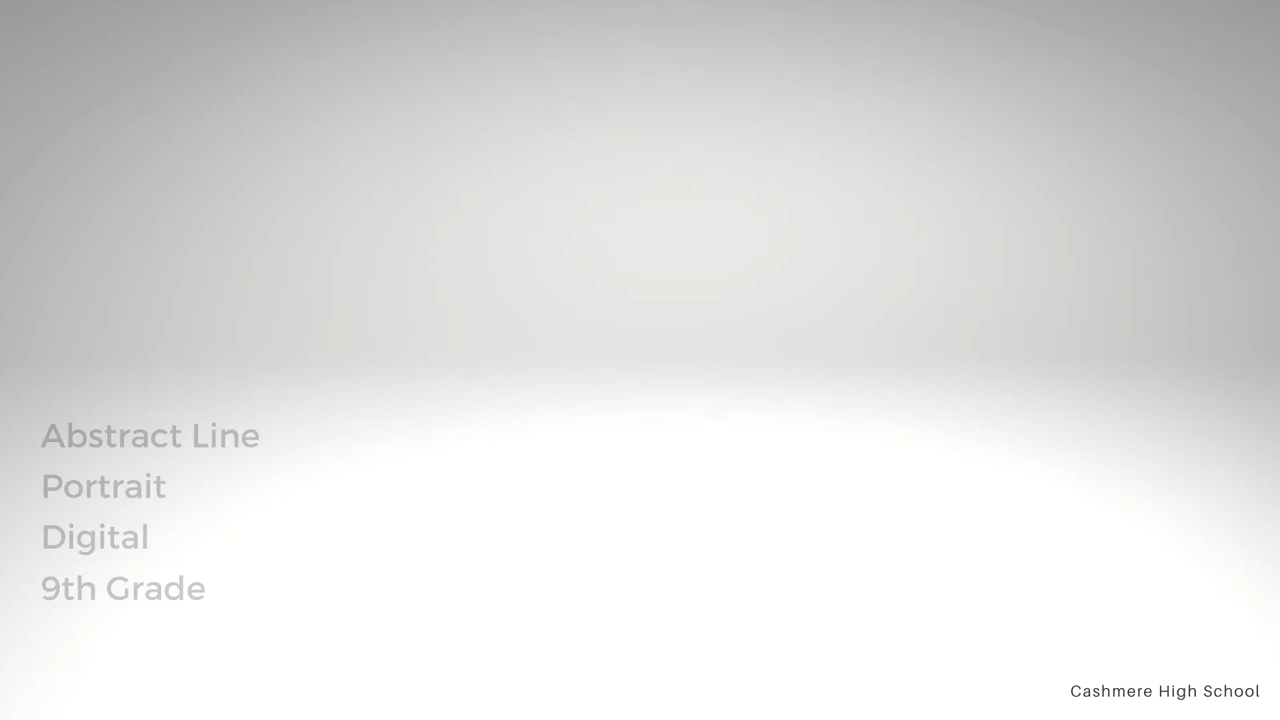 Abstract Line
Portrait
Digital
9th Grade
Cashmere High School